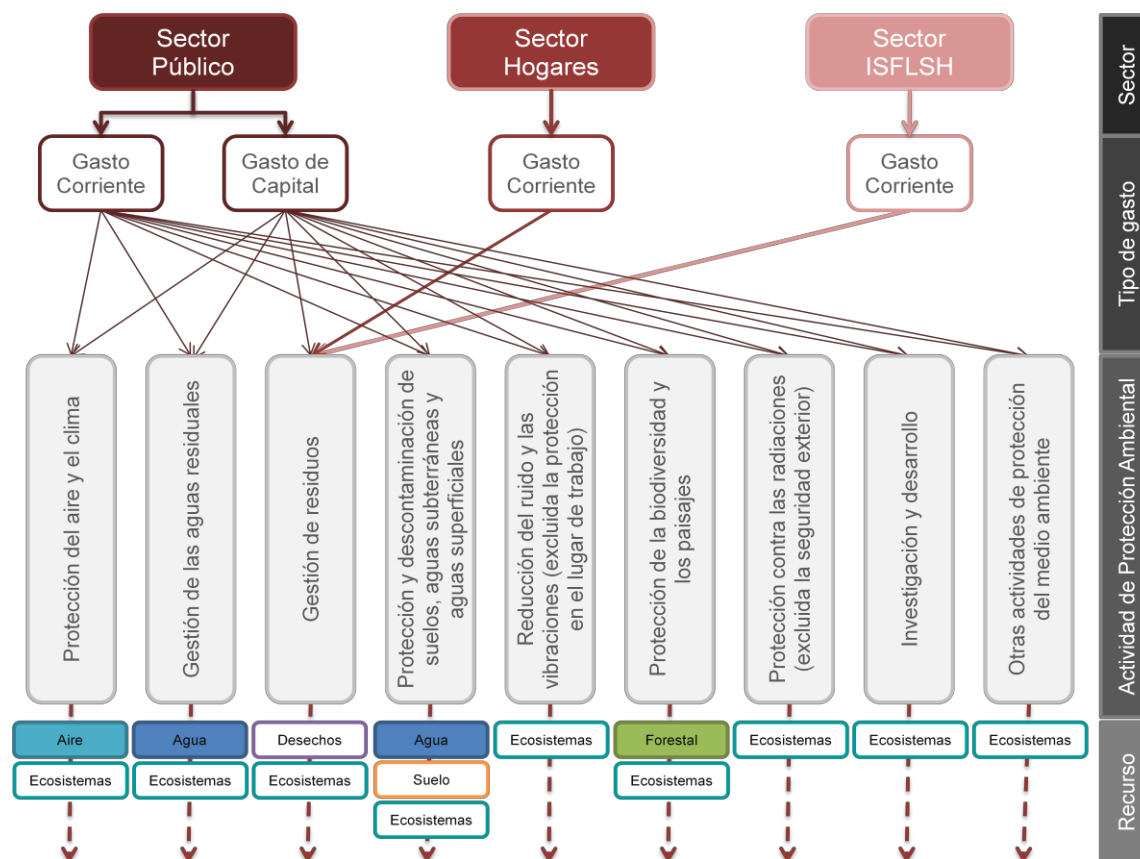 Sector
Público
Sector
Hogares
Sector
ISFLSH
Sector
Gasto
Corriente
Gasto de
Capital
Gasto
Corriente
Gasto
Corriente
Tipo de gasto
Protección del aire y el clima
Gestión de las aguas residuales
Gestión de residuos
Protección y descontaminación de
suelos, aguas subterráneas y
aguas superficiales
Reducción del ruido y las
vibraciones (excluida la protección
en el lugar de trabajo)
Protección de la biodiversidad y
los paisajes
Protección contra las radiaciones
(excluida la seguridad exterior)
Investigación y desarrollo
Otras actividades de protección
del medio ambiente
Actividad de Protección Ambiental
Aire
Agua
Desechos
Agua
Ecosistemas
Forestal
Ecosistemas
Ecosistemas
Ecosistemas
Ecosistemas
Ecosistemas
Ecosistemas
Suelo
Ecosistemas
Ecosistemas
Recurso